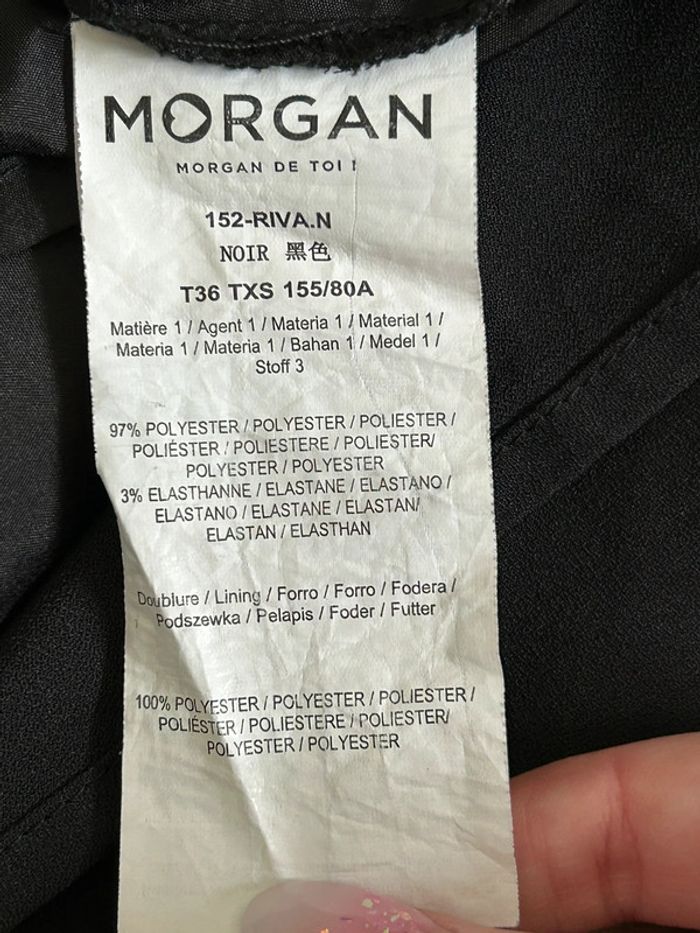 MORGAN
MORGAN DE TOI !
152-RIVA.N
NOIR 黑色
T36 TXS 155/80A
Matière 1 / Agent 1 / Materia 1 / Material 1 /
Materia 1 / Materia 1 / Bahan 1 / Medel 1 /
Stoff 3
97% POLYESTER / POLYESTER / POLIESTER /
POLIÉSTER / POLIESTERE / POLIESTER/
POLYESTER / POLYESTER
3% ELASTHANNE / ELASTANE / ELASTANO /
ELASTANO / ELASTANE / ELASTAN/
ELASTAN / ELASTHAN
Doublure / Lining / Forro / Forro / Fodera /
Podszewka / Pelapis / Foder / Futter
100% POLYESTER / POLYESTER / POLIESTER /
POLIÉSTER / POLIESTERE / POLIESTER/
POLYESTER / POLYESTER